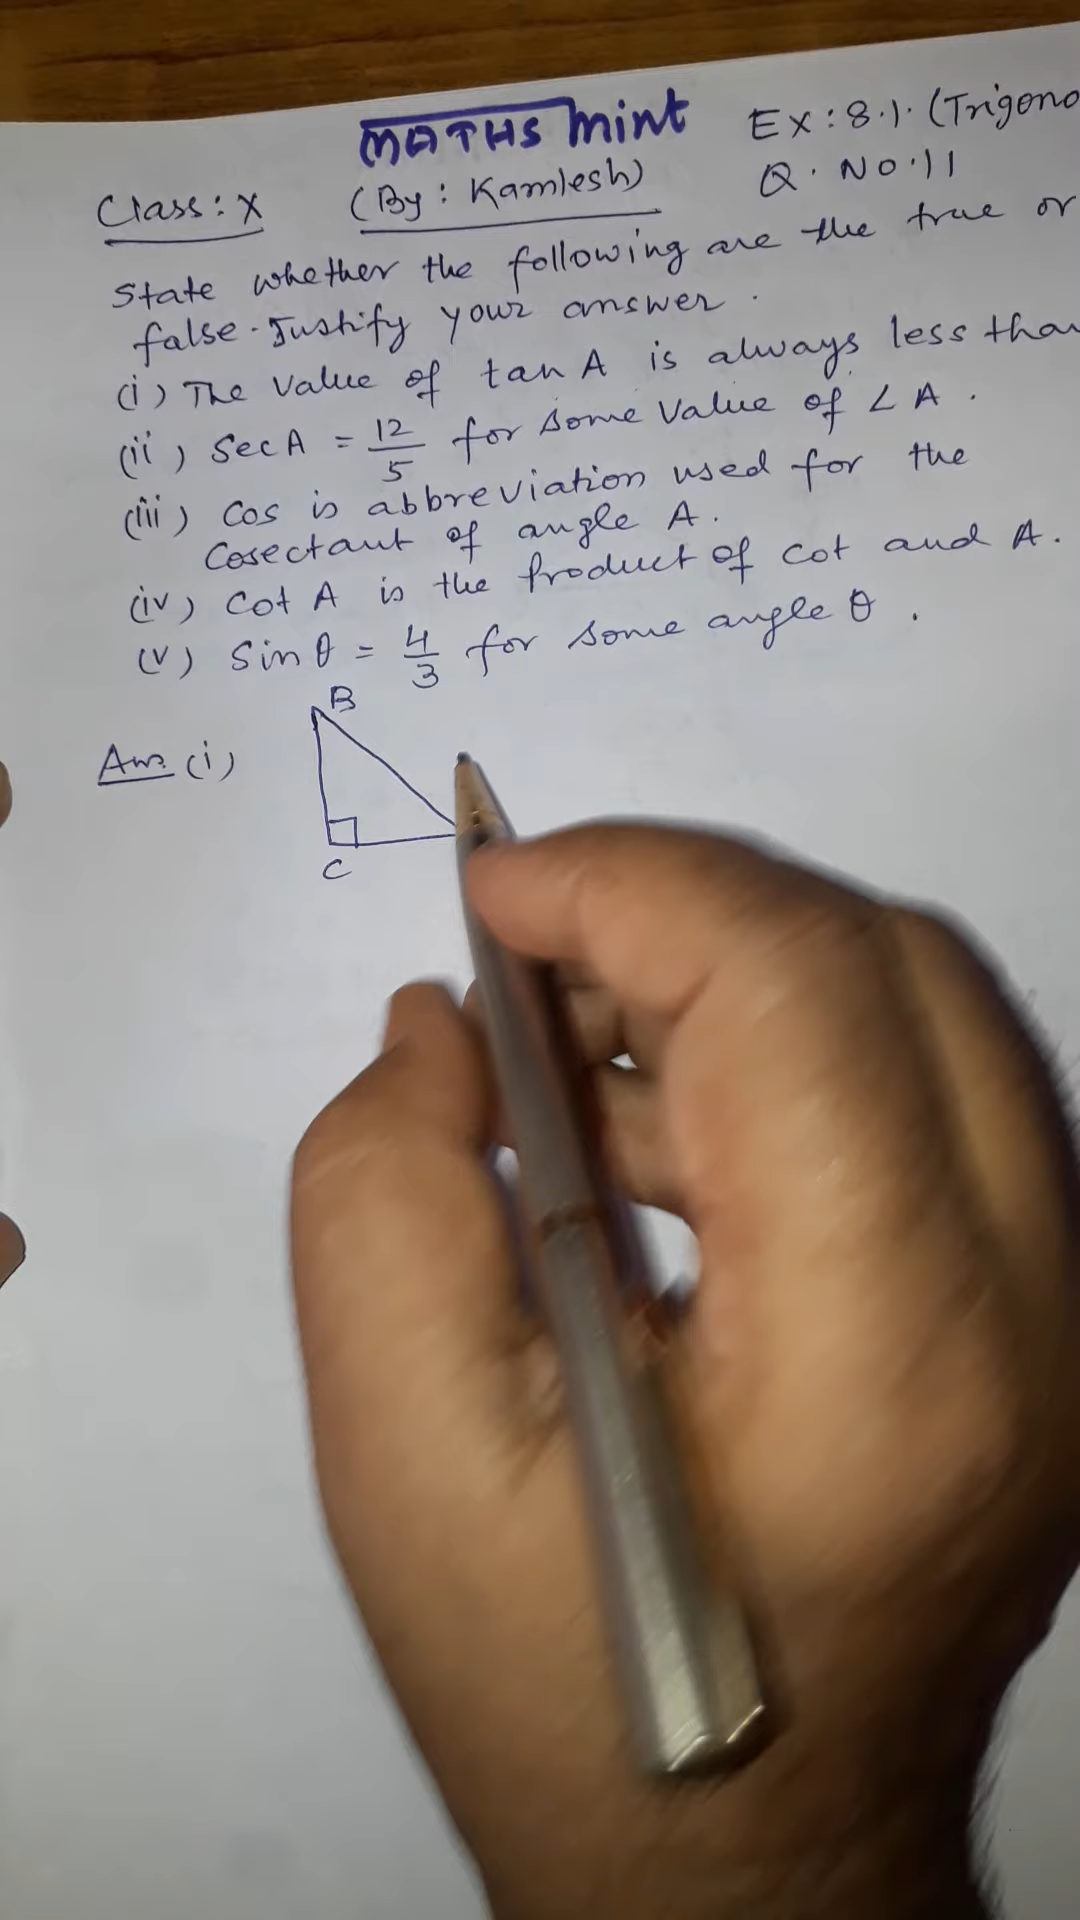 MATHS mint
Ex: 8.1. (Trigono
Class: X
(By: Kamlesh)
Q. No. 11
State whether the following are the true or
false. Justify your answer.
(i) The value of tan A is always less than
(ii) Sec A = 12/5 for some value of ∠A.
(iii) Cos is abbreviation used for the
Cosectant of angle A.
(iv) Cot A is the product of cot and A.
(v) Sin θ = 4/3 for some angle θ.
B
Ans. (i)
C